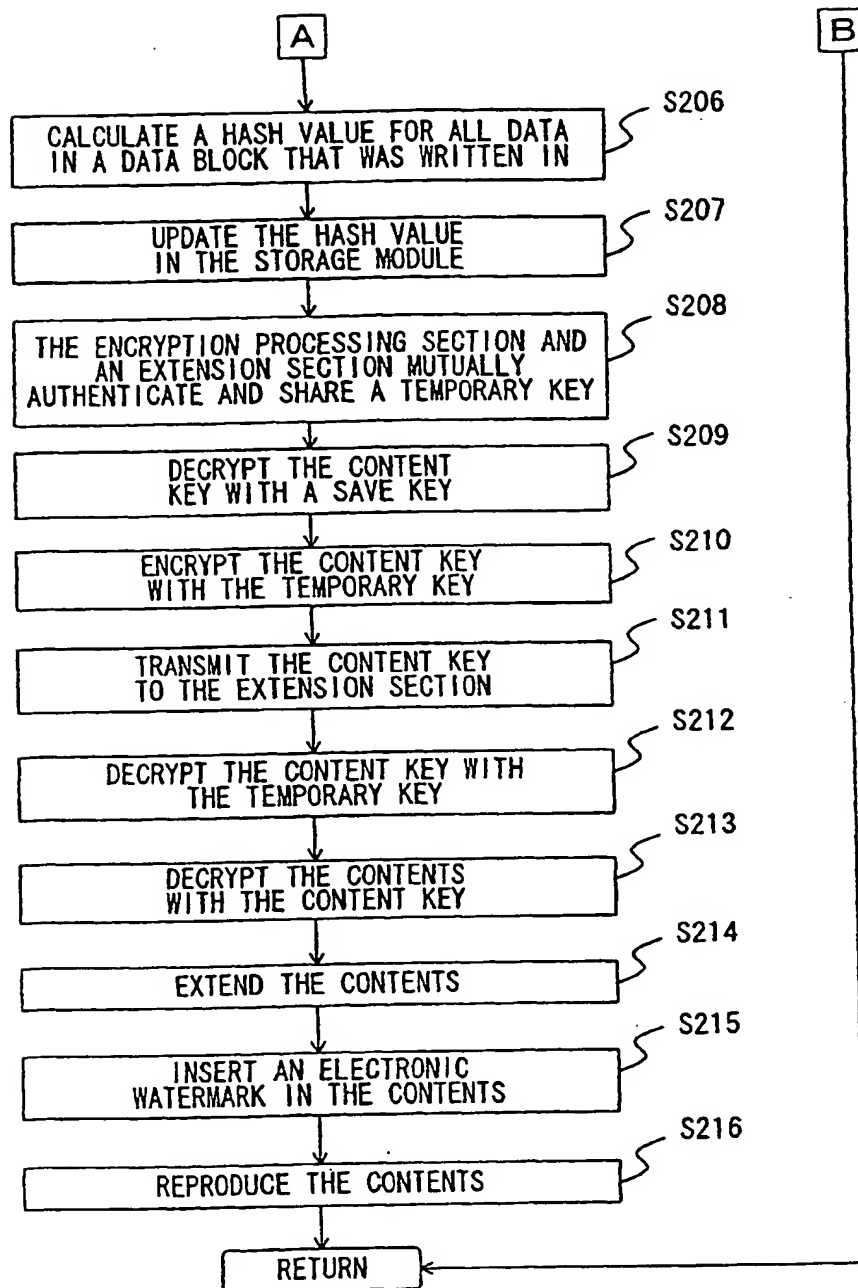 A
B
S206
CALCULATE A HASH VALUE FOR ALL DATA
IN A DATA BLOCK THAT WAS WRITTEN IN
S207
UPDATE THE HASH VALUE
IN THE STORAGE MODULE
S208
THE ENCRYPTION PROCESSING SECTION AND
AN EXTENSION SECTION MUTUALLY
AUTHENTICATE AND SHARE A TEMPORARY KEY
S209
DECRYPT THE CONTENT
KEY WITH A SAVE KEY
S210
ENCRYPT THE CONTENT KEY
WITH THE TEMPORARY KEY
S211
TRANSMIT THE CONTENT KEY
TO THE EXTENSION SECTION
S212
DECRYPT THE CONTENT KEY WITH
THE TEMPORARY KEY
S213
DECRYPT THE CONTENTS
WITH THE CONTENT KEY
S214
EXTEND THE CONTENTS
S215
INSERT AN ELECTRONIC
WATERMARK IN THE CONTENTS
S216
REPRODUCE THE CONTENTS
RETURN